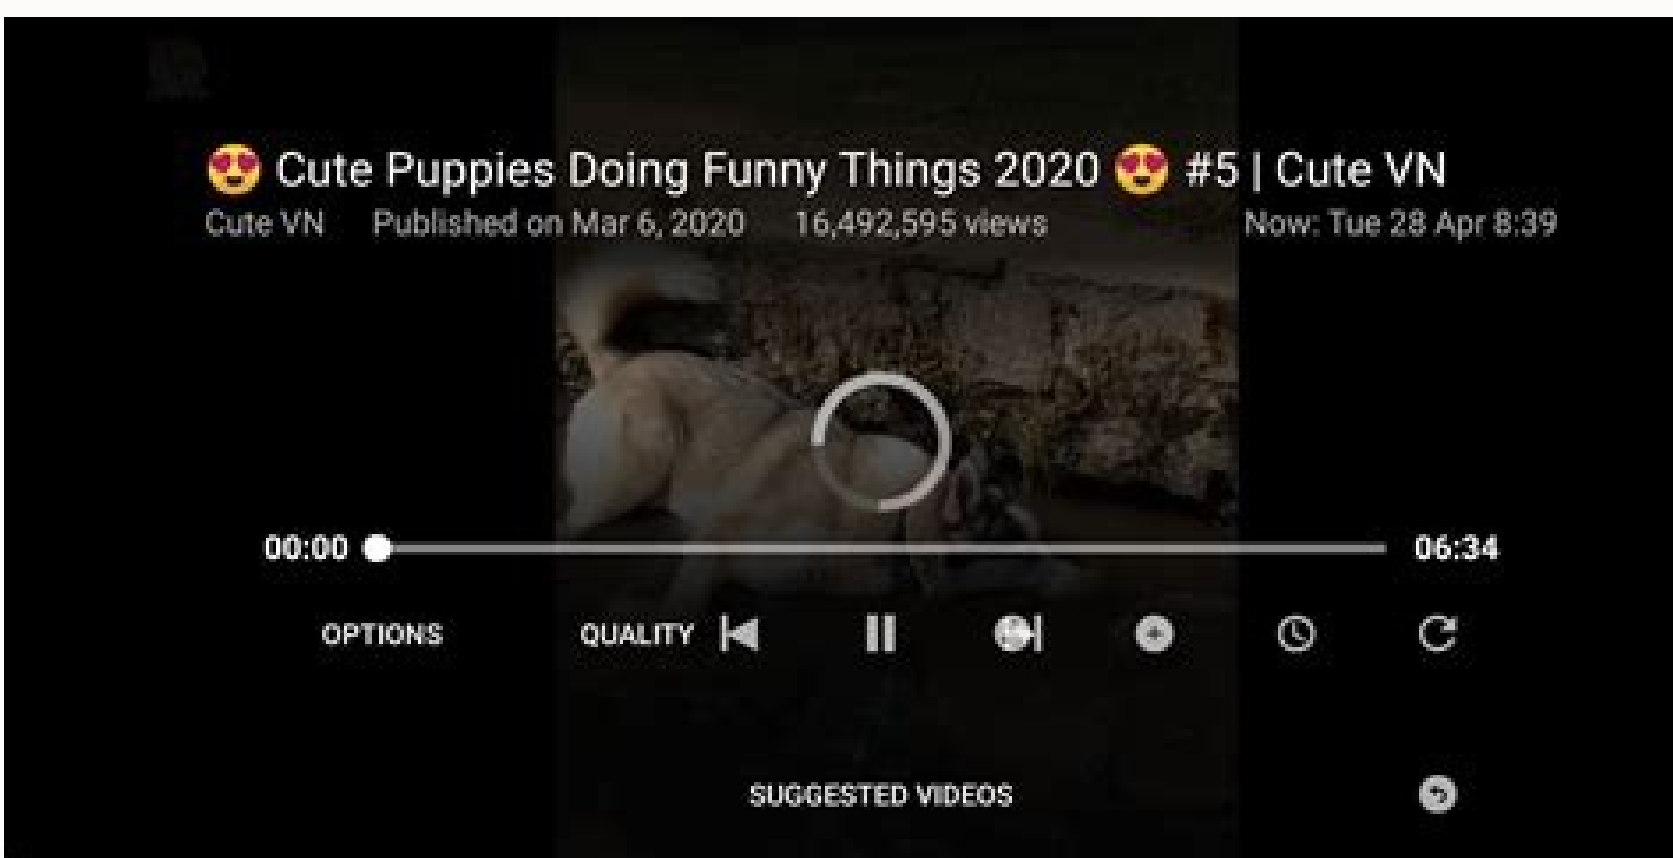 😍 Cute Puppies Doing Funny Things 2020 😍 #5 | Cute VN
Cute VN Published on Mar 6, 2020 16,492,595 views Now: Tue 28 Apr 8:39
00:00 06:34
OPTIONS QUALITY
SUGGESTED VIDEOS